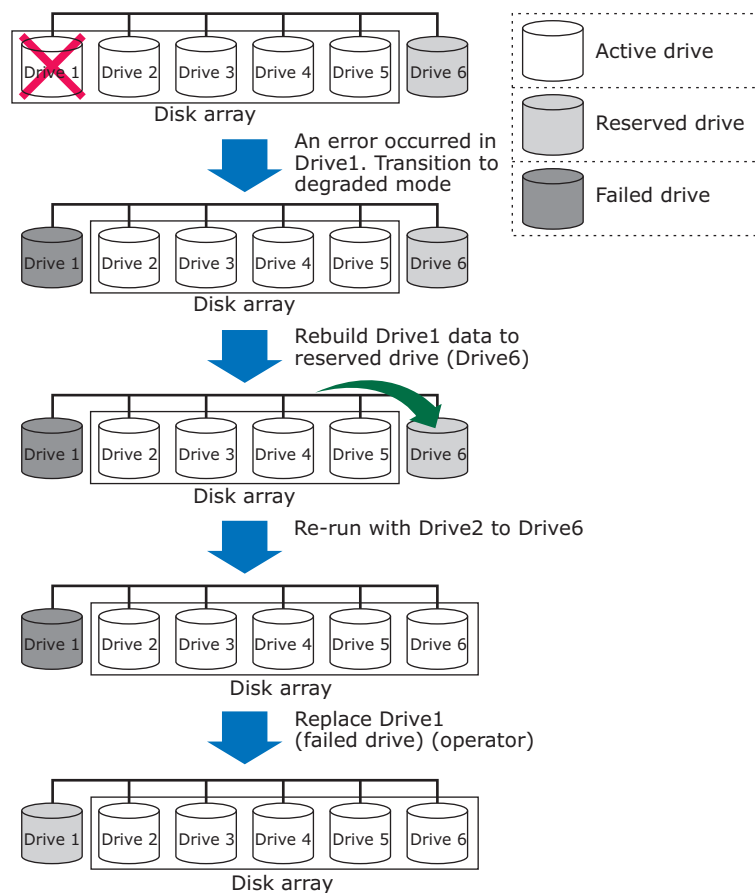 Drive 1 Drive 2 Drive 3 Drive 4 Drive 5 Drive 6
Disk array
Active drive
Reserved drive
Failed drive
An error occurred in
Drive1. Transition to
degraded mode
Drive 1 Drive 2 Drive 3 Drive 4 Drive 5 Drive 6
Disk array
Rebuild Drive1 data to
reserved drive (Drive6)
Drive 1 Drive 2 Drive 3 Drive 4 Drive 5 Drive 6
Disk array
Re-run with Drive2 to Drive6
Drive 1 Drive 2 Drive 3 Drive 4 Drive 5 Drive 6
Disk array
Replace Drive1
(failed drive) (operator)
Drive 1 Drive 2 Drive 3 Drive 4 Drive 5 Drive 6
Disk array